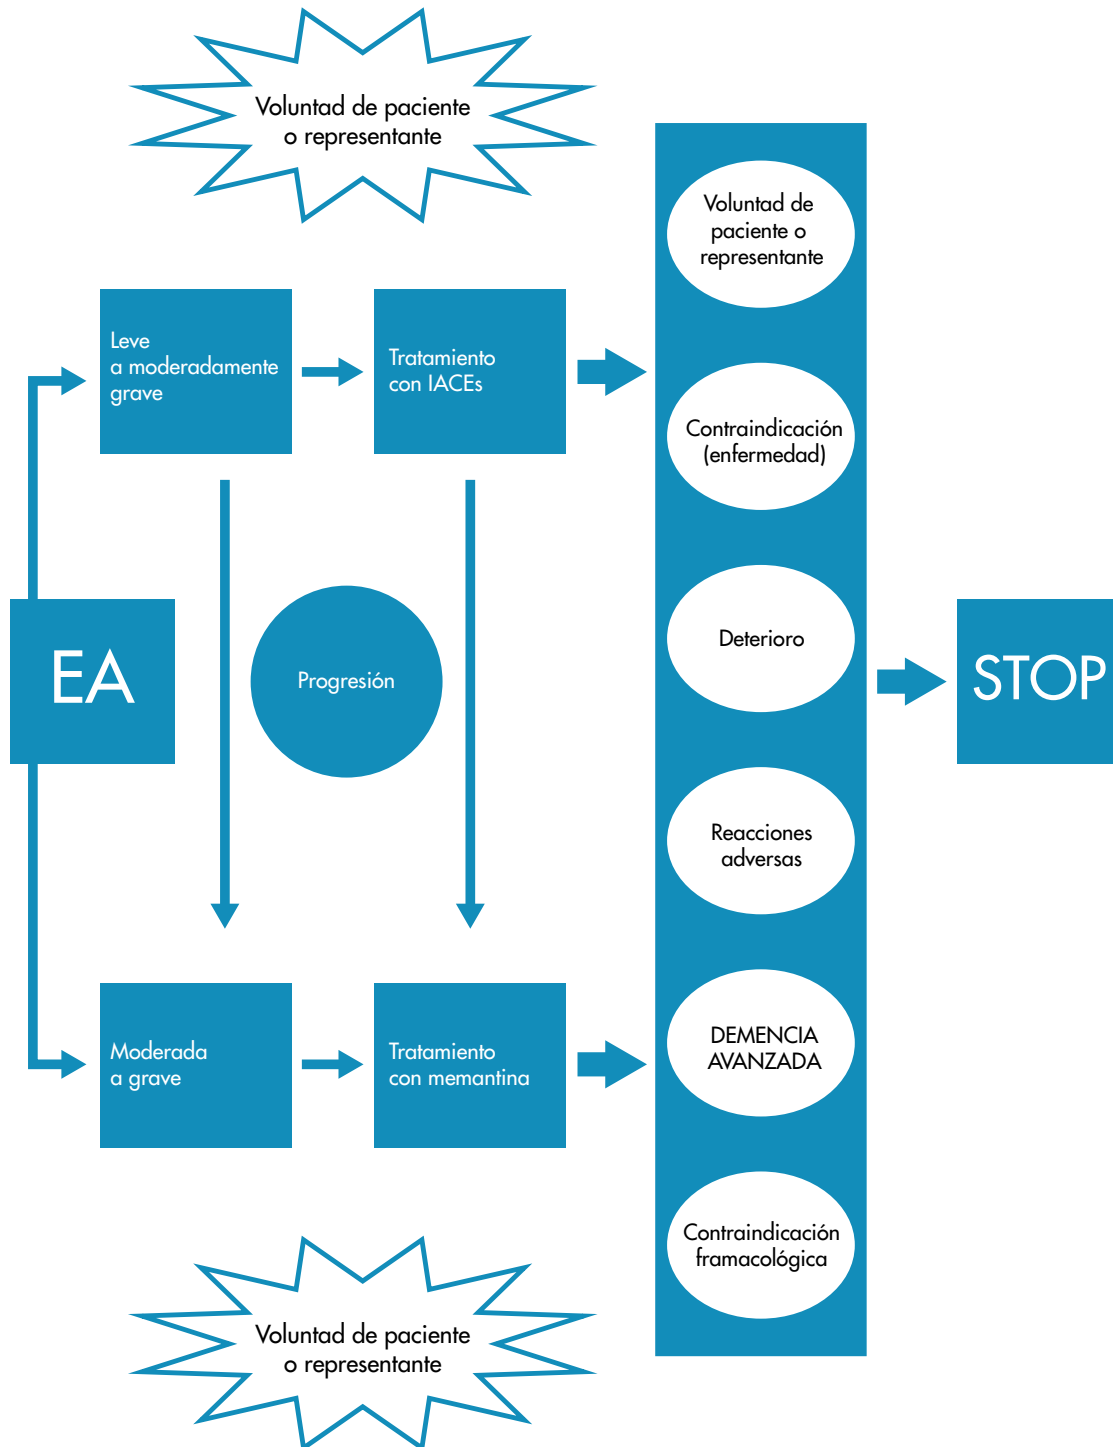 Voluntad de paciente
o representante
Leve
a moderadamente
grave
Tratamiento
con IACEs
EA
Progresión
Moderada
a grave
Tratamiento
con memantina
Voluntad de paciente
o representante
Voluntad de
paciente o
representante
Contraindicación
(enfermedad)
Deterioro
Reacciones
adversas
DEMENCIA
AVANZADA
Contraindicación
framacológica
STOP